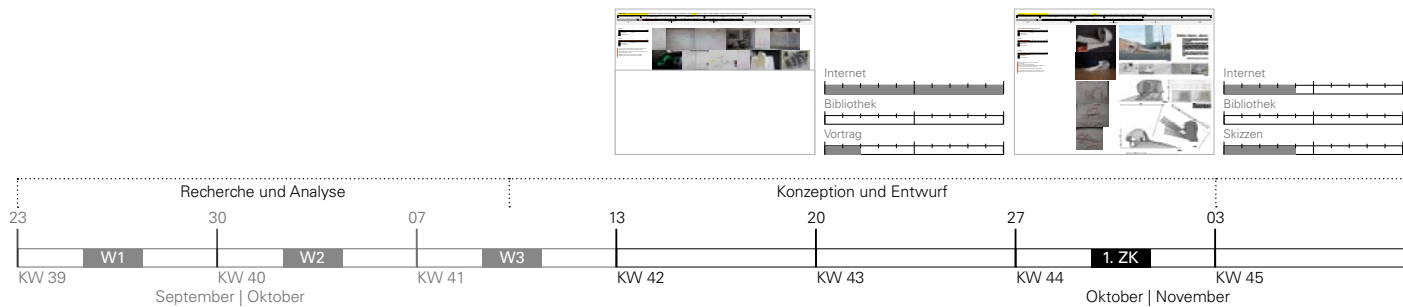 Internet
Bibliothek
Vortrag
Internet
Bibliothek
Skizzen
Recherche und Analyse
Konzeption und Entwurf
23
30
07
13
20
27
03
W1
W2
W3
1. ZK
KW 39
KW 40
KW 41
KW 42
KW 43
KW 44
KW 45
September | Oktober
Oktober | November